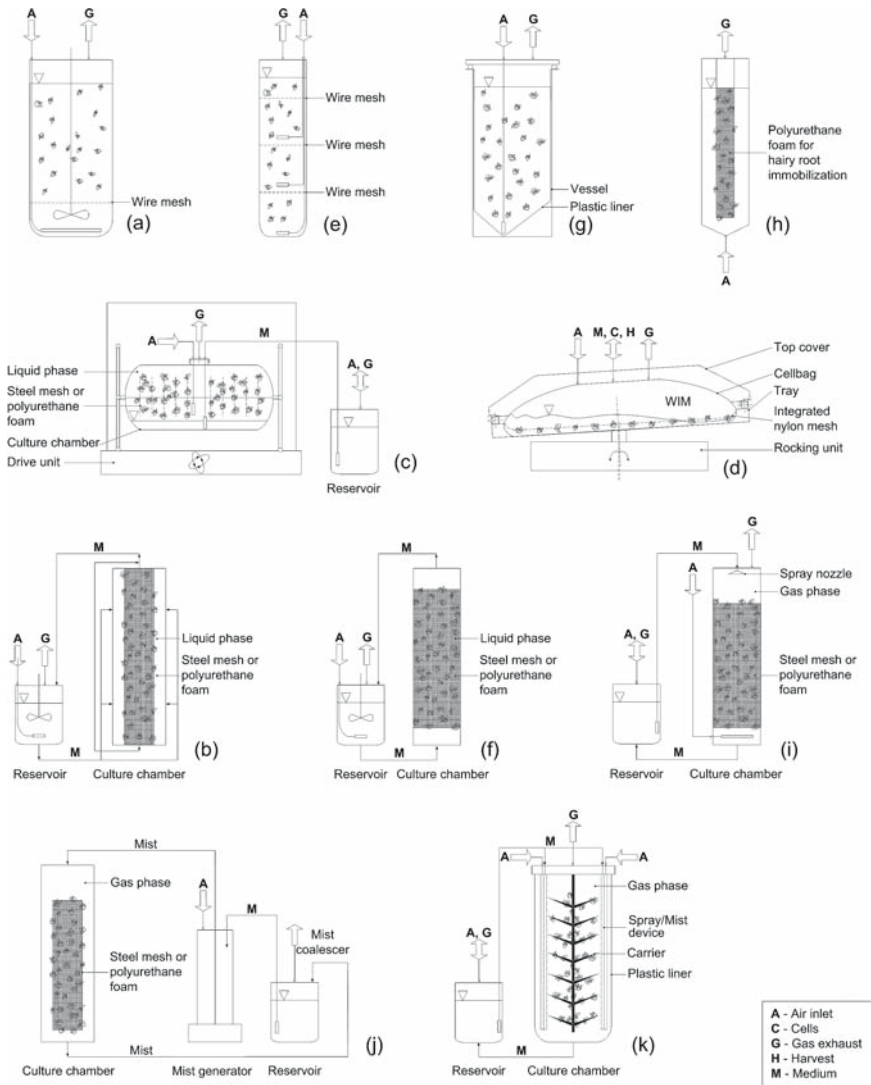 A G
Wire mesh
(a)
G A
Wire mesh
Wire mesh
Wire mesh
(e)
A G
Vessel
Plastic liner
(g)
G
Polyurethane
foam for
hairy root
immobilization
(h)
A
G
A M
Liquid phase
Steel mesh or
polyurethane
foam
Culture chamber
Drive unit
A, G
(c)
Reservoir
A M, C, H G
Top cover
Cellbag
WIM
Tray
Integrated
nylon mesh
Rocking unit
(d)
M
A G
Liquid phase
Steel mesh or
polyurethane
foam
M
(b)
Reservoir Culture chamber
M
A G
Liquid phase
Steel mesh or
polyurethane
foam
M
(f)
Reservoir Culture chamber
G
M
A
Spray nozzle
Gas phase
A, G
Steel mesh or
polyurethane
foam
M
(i)
Reservoir Culture chamber
Mist
Gas phase
A
M
Mist
coalescer
Steel mesh or
polyurethane
foam
Mist
(j)
Culture chamber Mist generator Reservoir
G
M
A A
Gas phase
A, G
Spray/Mist
device
Carrier
Plastic liner
M
(k)
Reservoir Culture chamber
A - Air inlet
C - Cells
G - Gas exhaust
H - Harvest
M - Medium